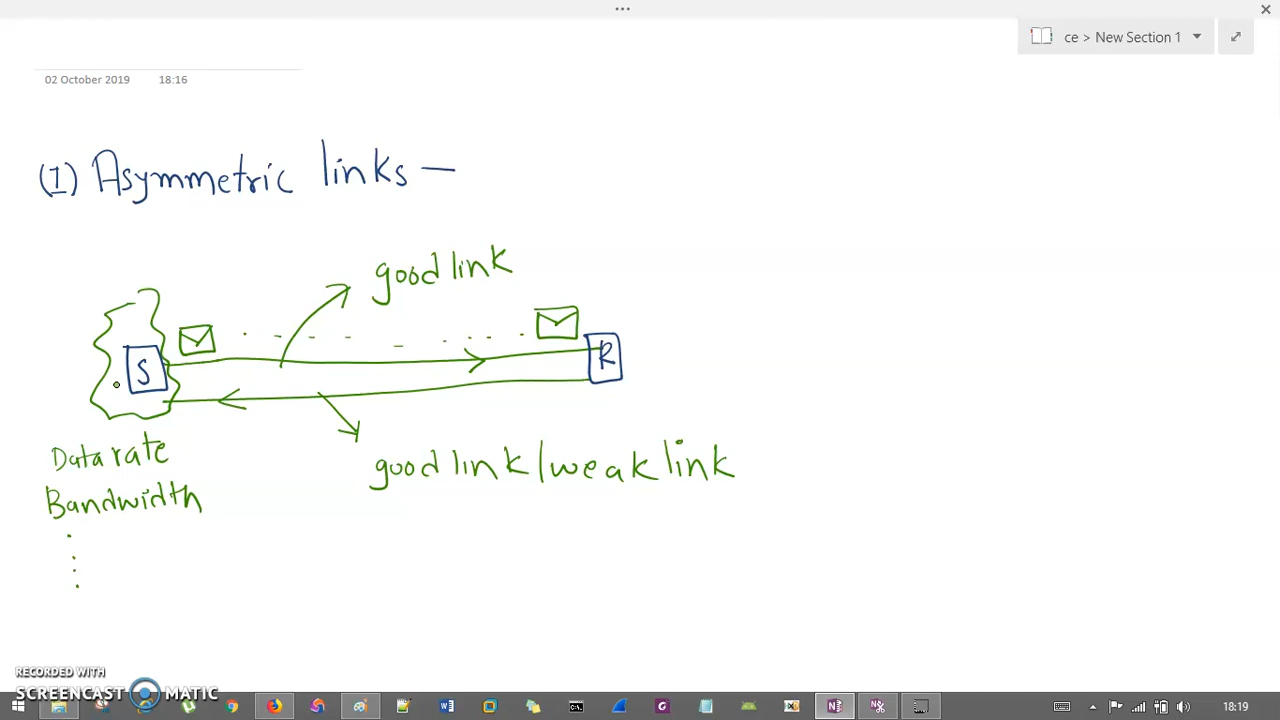 ce > New Section 1
02 October 2019 18:16
(I) Asymmetric links —
good link
S
R
Data rate
good link/weak link
Bandwidth
RECORDED WITH
SCREENCAST MATIC
18:19